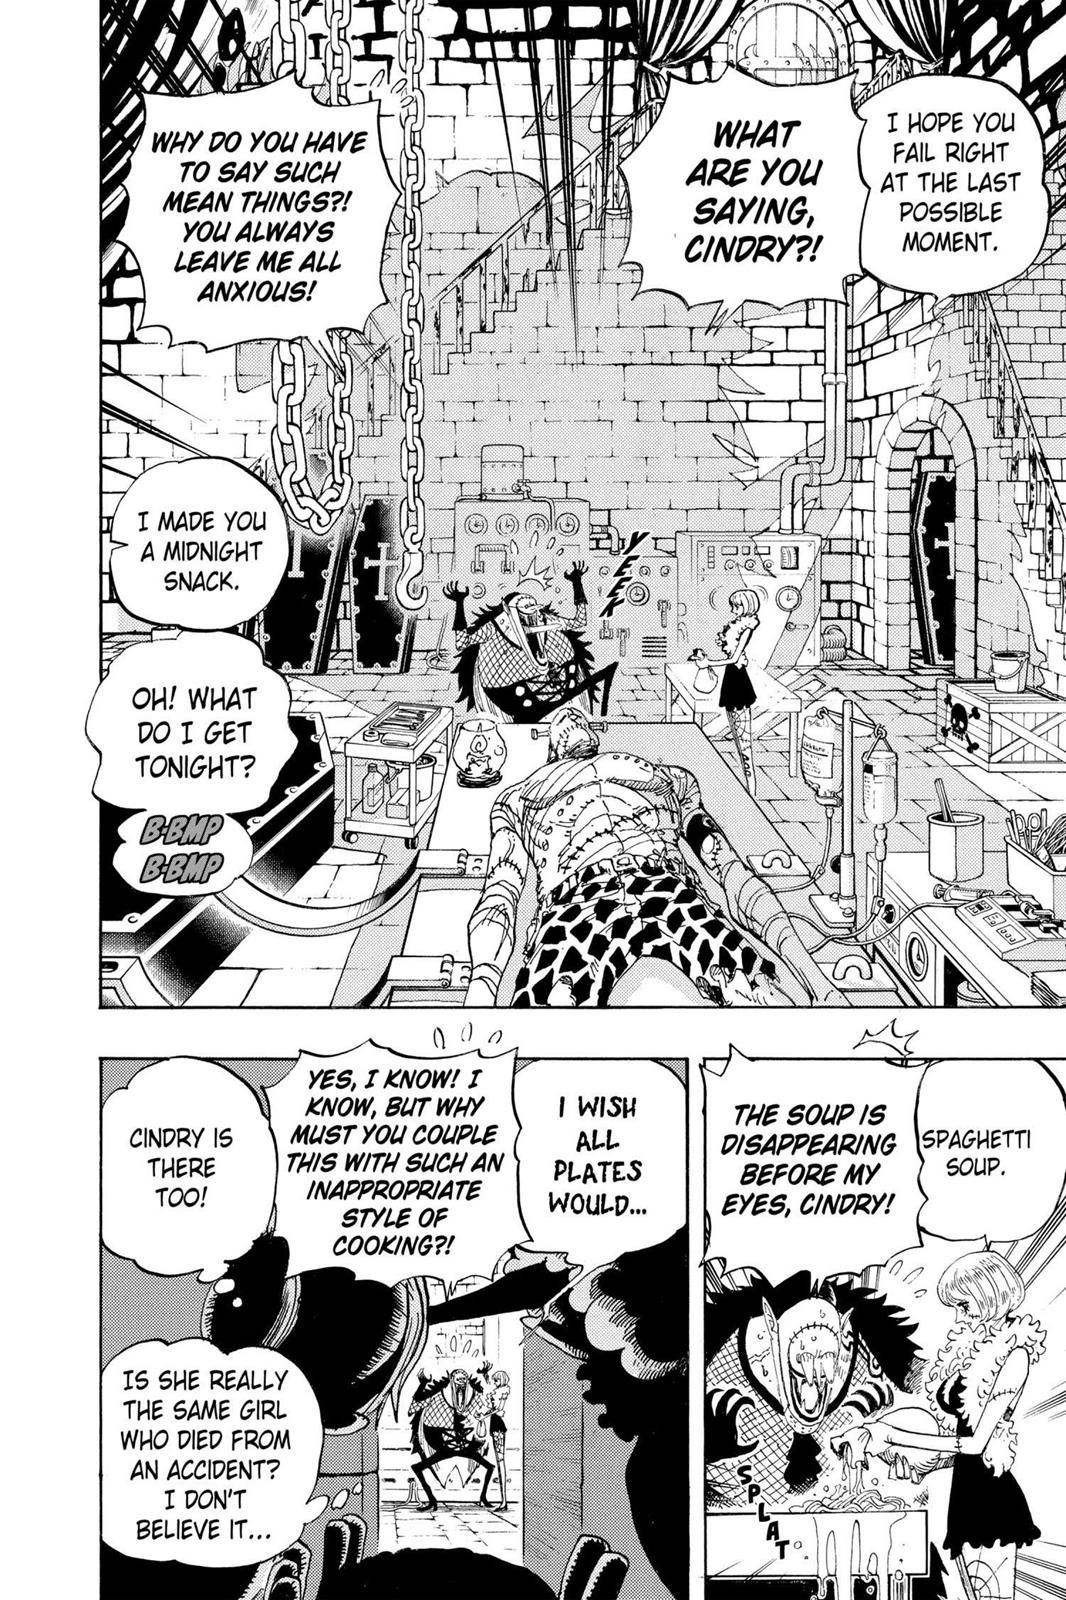 I HOPE YOU
FAIL RIGHT
AT THE LAST
POSSIBLE
MOMENT.
WHAT
ARE YOU
SAYING,
CINDRY?!
WHY DO YOU HAVE
TO SAY SUCH
MEAN THINGS?!
YOU ALWAYS
LEAVE ME ALL
ANXIOUS!
YEEK
I MADE YOU
A MIDNIGHT
SNACK.
OH! WHAT
DO I GET
TONIGHT?
B-BMP
B-BMP
SPAGHETTI
SOUP.
THE SOUP IS
DISAPPEARING
BEFORE MY
EYES, CINDRY!
SPLAT
I WISH
ALL
PLATES
WOULD...
YES, I KNOW! I
KNOW, BUT WHY
MUST YOU COUPLE
THIS WITH SUCH AN
INAPPROPRIATE
STYLE OF
COOKING?!
CINDRY IS
THERE
TOO!
IS SHE REALLY
THE SAME GIRL
WHO DIED FROM
AN ACCIDENT?
I DON'T
BELIEVE IT...